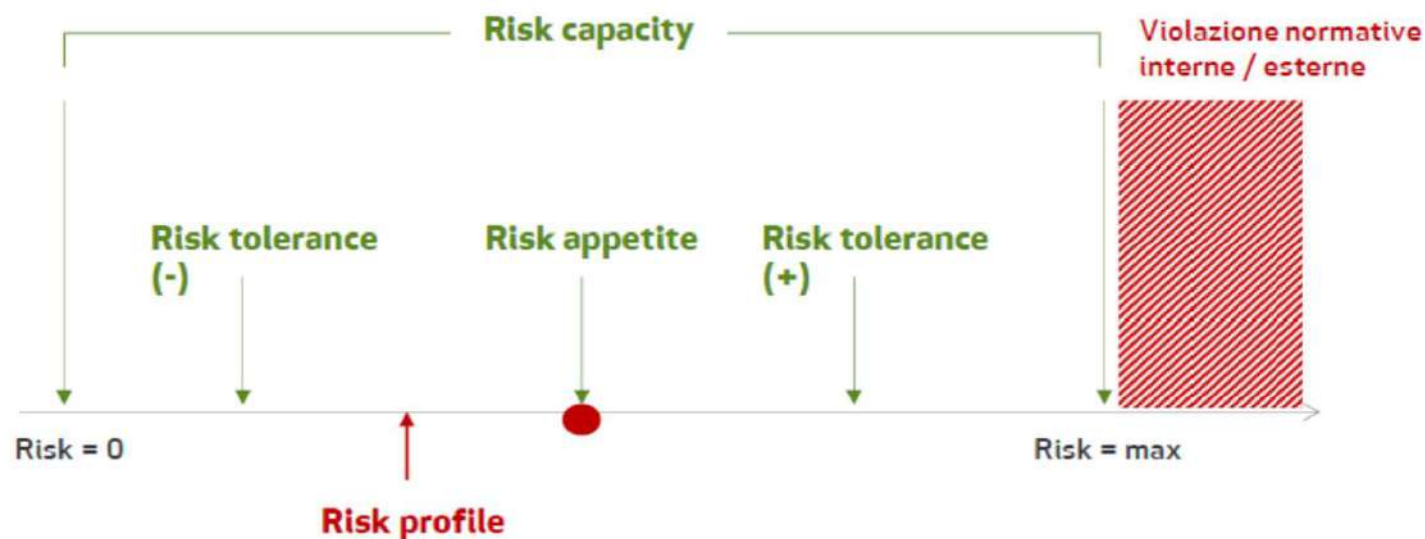 Risk capacity
Violazione normative
interne / esterne
Risk tolerance
(-)
Risk appetite
Risk tolerance
(+)
Risk = 0
Risk = max
Risk profile